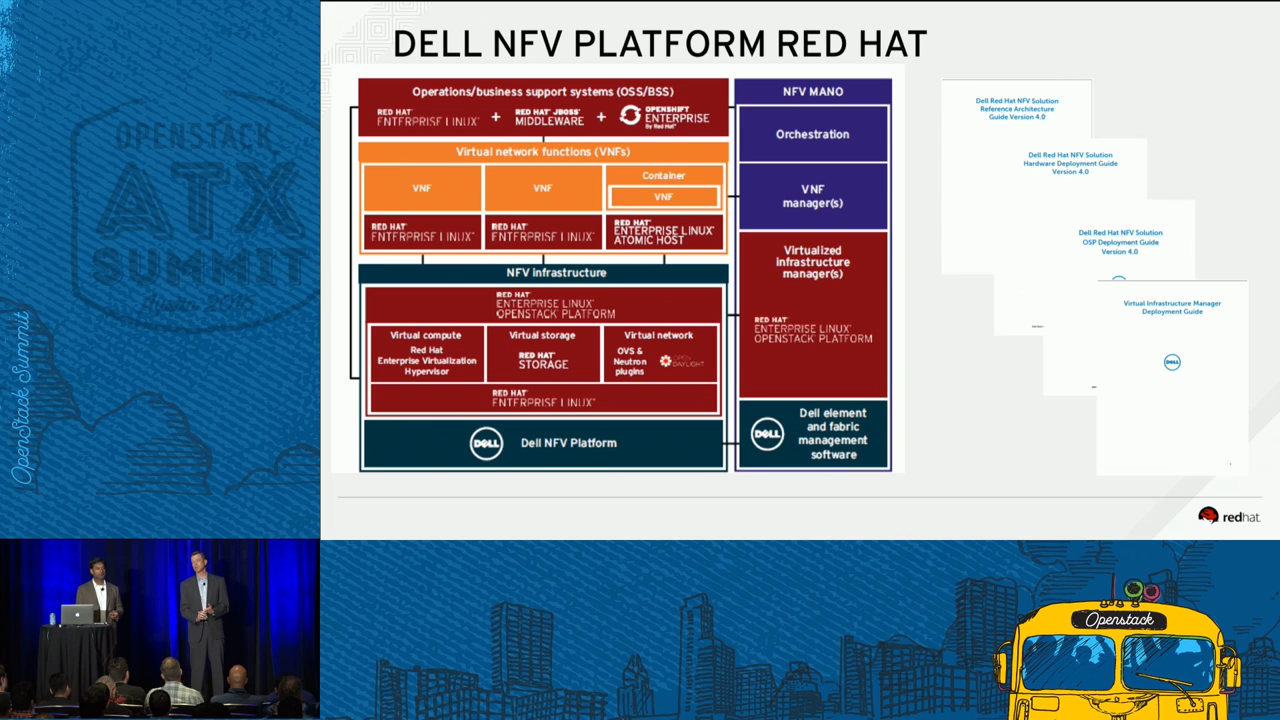 DELL NFV PLATFORM RED HAT
Operations/business support systems (OSS/BSS)
RED HAT
ENTERPRISE LINUX
+
RED HAT JBOSS
MIDDLEWARE
+
OPENSHIFT
ENTERPRISE
By Red Hat
Virtual network functions (VNFs)
VNF
VNF
Container
VNF
RED HAT
ENTERPRISE LINUX
RED HAT
ENTERPRISE LINUX
RED HAT
ENTERPRISE LINUX
ATOMIC HOST
NFV infrastructure
RED HAT
ENTERPRISE LINUX
OPENSTACK PLATFORM
Virtual compute
Red Hat
Enterprise Virtualization
Hypervisor
Virtual storage
RED HAT
STORAGE
Virtual network
OVS &
Neutron
plugins
OPEN
DAYLIGHT
RED HAT
ENTERPRISE LINUX
DELL
Dell NFV Platform
NFV MANO
Orchestration
VNF
manager(s)
Virtualized
infrastructure
manager(s)
RED HAT
ENTERPRISE LINUX
OPENSTACK PLATFORM
DELL
Dell element
and fabric
management
software
Dell Red Hat NFV Solution
Reference Architecture
Guide Version 4.0
Dell Red Hat NFV Solution
Hardware Deployment Guide
Version 4.0
Dell Red Hat NFV Solution
OSP Deployment Guide
Version 4.0
Virtual Infrastructure Manager
Deployment Guide
DELL
redhat.
OpenStack Summit
Openstack